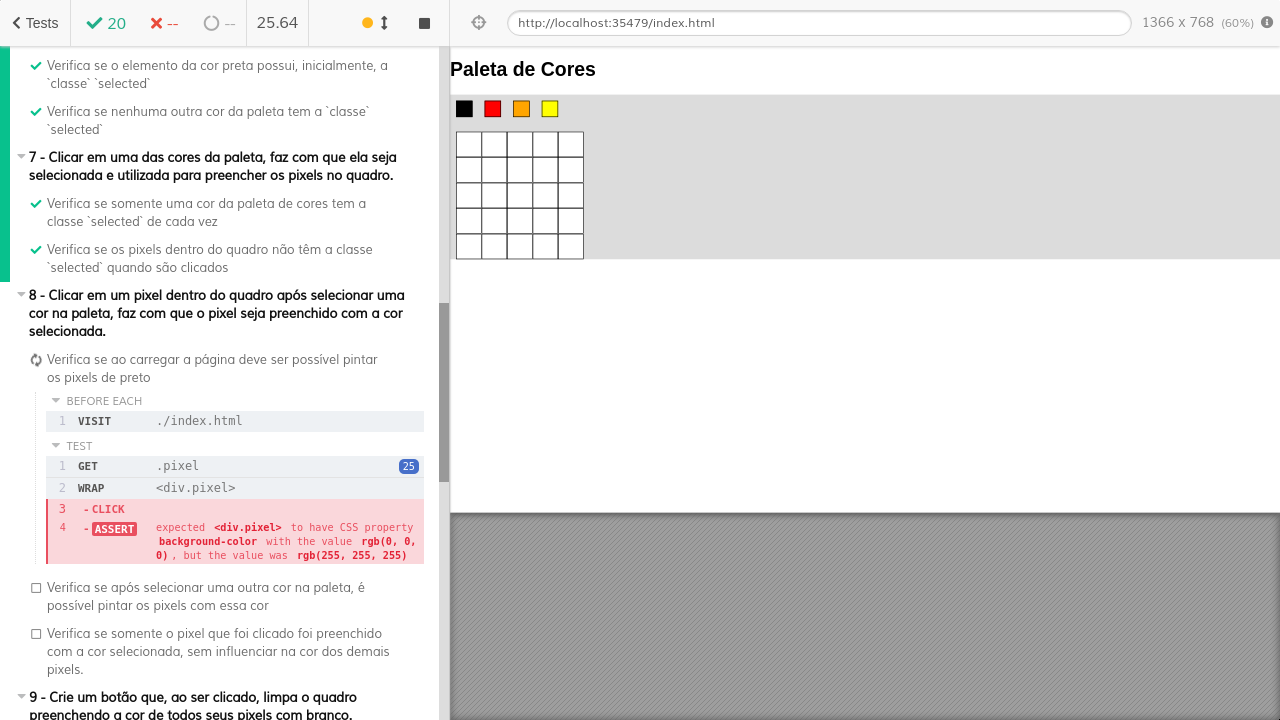 Tests
20
--
--
25.64
http://localhost:35479/index.html
1366 x 768 (60%)
Verifica se o elemento da cor preta possui, inicialmente, a
`classe` `selected`
Verifica se nenhuma outra cor da paleta tem a `classe`
`selected`
7 - Clicar em uma das cores da paleta, faz com que ela seja
selecionada e utilizada para preencher os pixels no quadro.
Verifica se somente uma cor da paleta de cores tem a
classe `selected` de cada vez
Verifica se os pixels dentro do quadro não têm a classe
`selected` quando são clicados
8 - Clicar em um pixel dentro do quadro após selecionar uma
cor na paleta, faz com que o pixel seja preenchido com a cor
selecionada.
Verifica se ao carregar a página deve ser possível pintar
os pixels de preto
BEFORE EACH
1 VISIT ./index.html
TEST
1 GET .pixel 25
2 WRAP <div.pixel>
3 - CLICK
4 - ASSERT expected <div.pixel> to have CSS property
background-color with the value rgb(0, 0,
0) , but the value was rgb(255, 255, 255)
Verifica se após selecionar uma outra cor na paleta, é
possível pintar os pixels com essa cor
Verifica se somente o pixel que foi clicado foi preenchido
com a cor selecionada, sem influenciar na cor dos demais
pixels.
9 - Crie um botão que, ao ser clicado, limpa o quadro
preenchendo a cor de todos seus pixels com branco.
Paleta de Cores